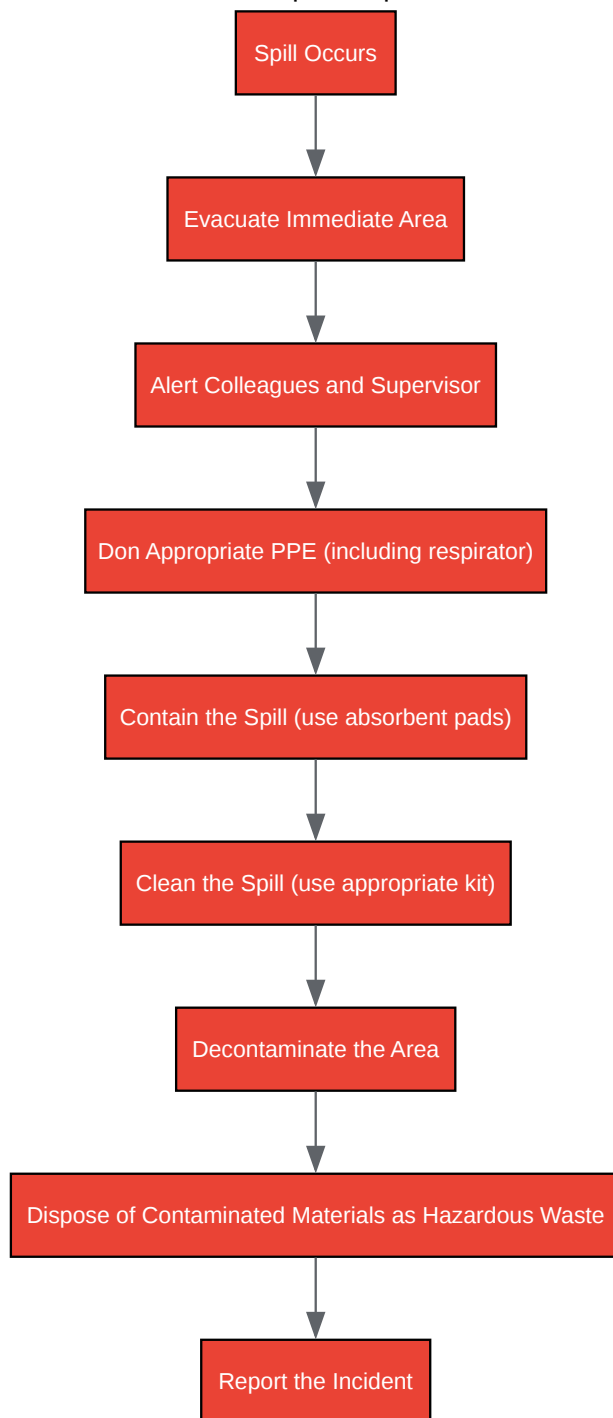 Spill Occurs
Evacuate Immediate Area
Alert Colleagues and Supervisor
Don Appropriate PPE (including respirator)
Contain the Spill (use absorbent pads)
Clean the Spill (use appropriate kit)
Decontaminate the Area
Dispose of Contaminated Materials as Hazardous Waste
Report the Incident